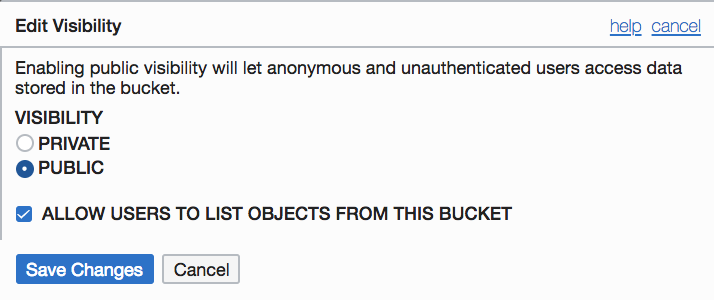 Edit Visibility
help cancel
Enabling public visibility will let anonymous and unauthenticated users access data
stored in the bucket.
VISIBILITY
PRIVATE
PUBLIC
ALLOW USERS TO LIST OBJECTS FROM THIS BUCKET
Save Changes Cancel